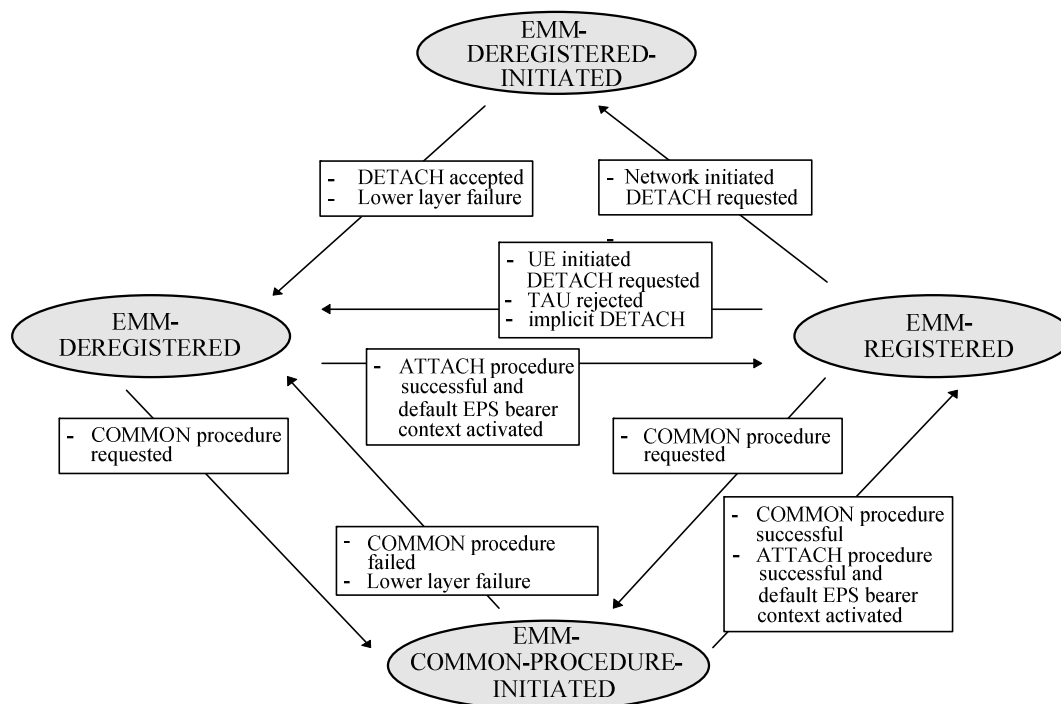 EMM-
DEREGISTERED-
INITIATED
- DETACH accepted
- Lower layer failure
- Network initiated
DETACH requested
-
- UE initiated
DETACH requested
- TAU rejected
- implicit DETACH
EMM-
DEREGISTERED
EMM-
REGISTERED
- ATTACH procedure
successful and
default EPS bearer
context activated
- COMMON procedure
requested
- COMMON procedure
requested
- COMMON procedure
failed
- Lower layer failure
- COMMON procedure
successful
- ATTACH procedure
successful and
default EPS bearer
context activated
EMM-
COMMON-PROCEDURE-
INITIATED